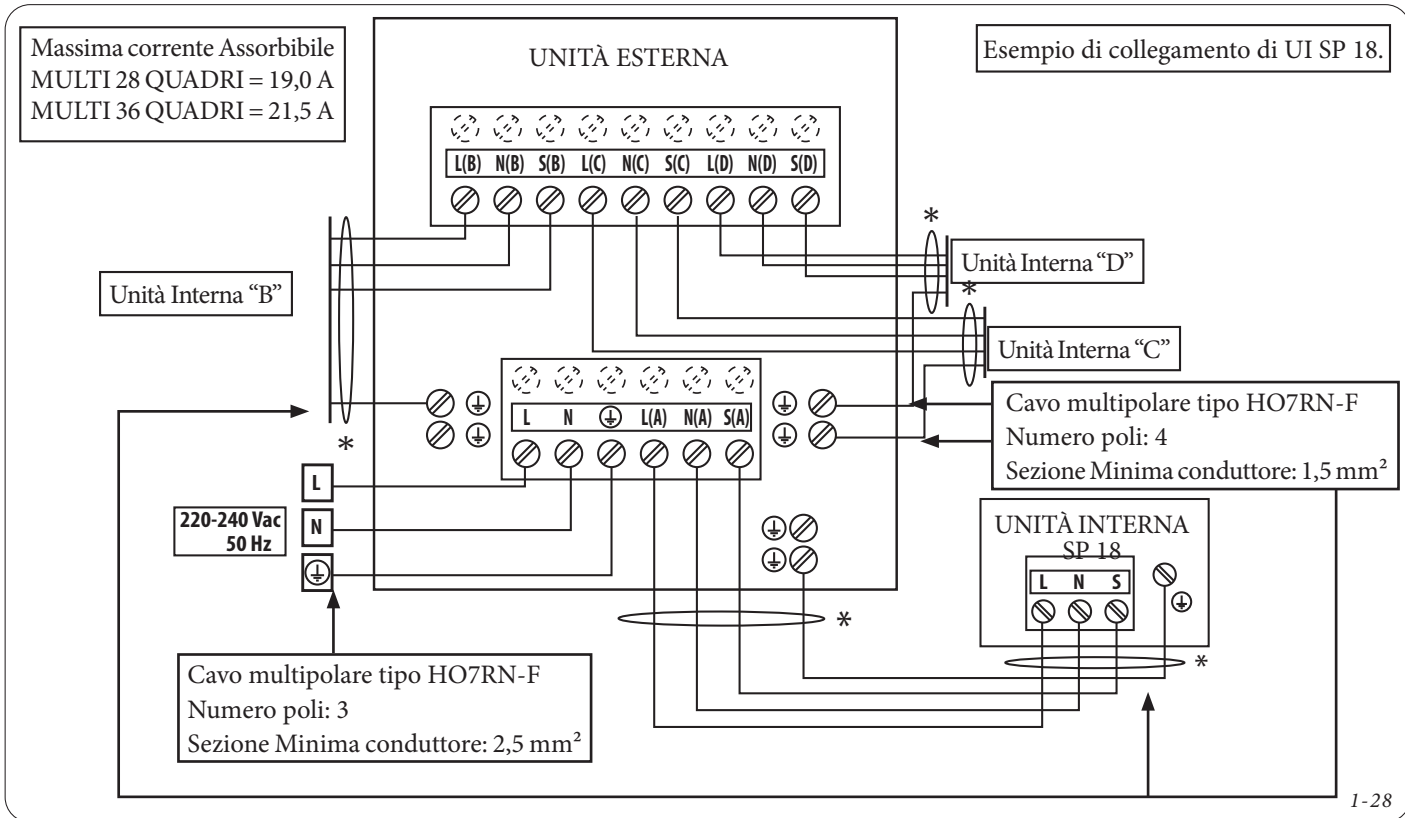 Massima corrente Assorbibile
MULTI 28 QUADRI = 19,0 A
MULTI 36 QUADRI = 21,5 A
UNITÀ ESTERNA
Esempio di collegamento di UI SP 18.
L(B) N(B) S(B) L(C) N(C) S(C) L(D) N(D) S(D)
*
Unità Interna “D”
*
Unità Interna “B”
Unità Interna “C”
L N L(A) N(A) S(A)
*
Cavo multipolare tipo HO7RN-F
Numero poli: 4
Sezione Minima conduttore: 1,5 mm²
L
N
220-240 Vac
50 Hz
UNITÀ INTERNA
SP 18
L N S
*
*
Cavo multipolare tipo HO7RN-F
Numero poli: 3
Sezione Minima conduttore: 2,5 mm²
1-28